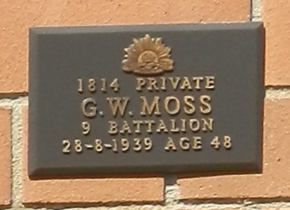 1814 PRIVATE
G.W. MOSS
9 BATTALION
28-8-1939 AGE 48